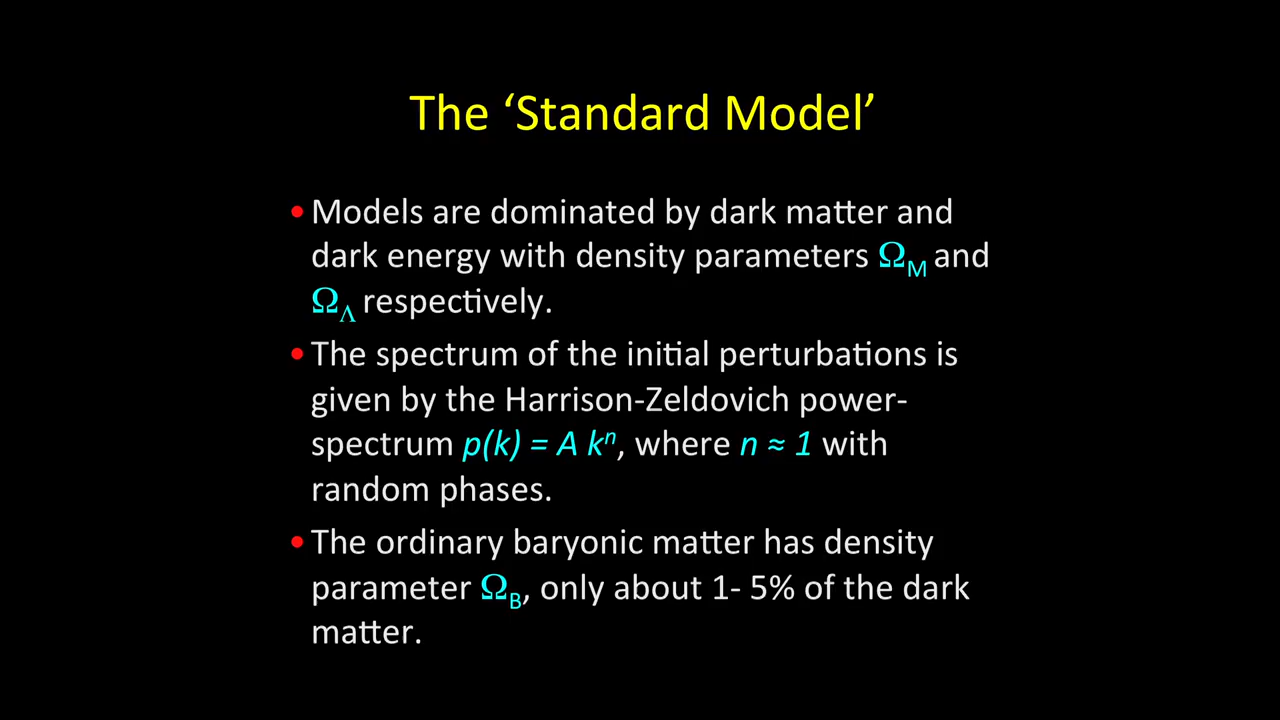 The ‘Standard Model’
• Models are dominated by dark matter and
dark energy with density parameters Ω_M and
Ω_Λ respectively.
• The spectrum of the initial perturbations is
given by the Harrison-Zeldovich power-
spectrum p(k) = A kⁿ, where n ≈ 1 with
random phases.
• The ordinary baryonic matter has density
parameter Ω_B, only about 1- 5% of the dark
matter.